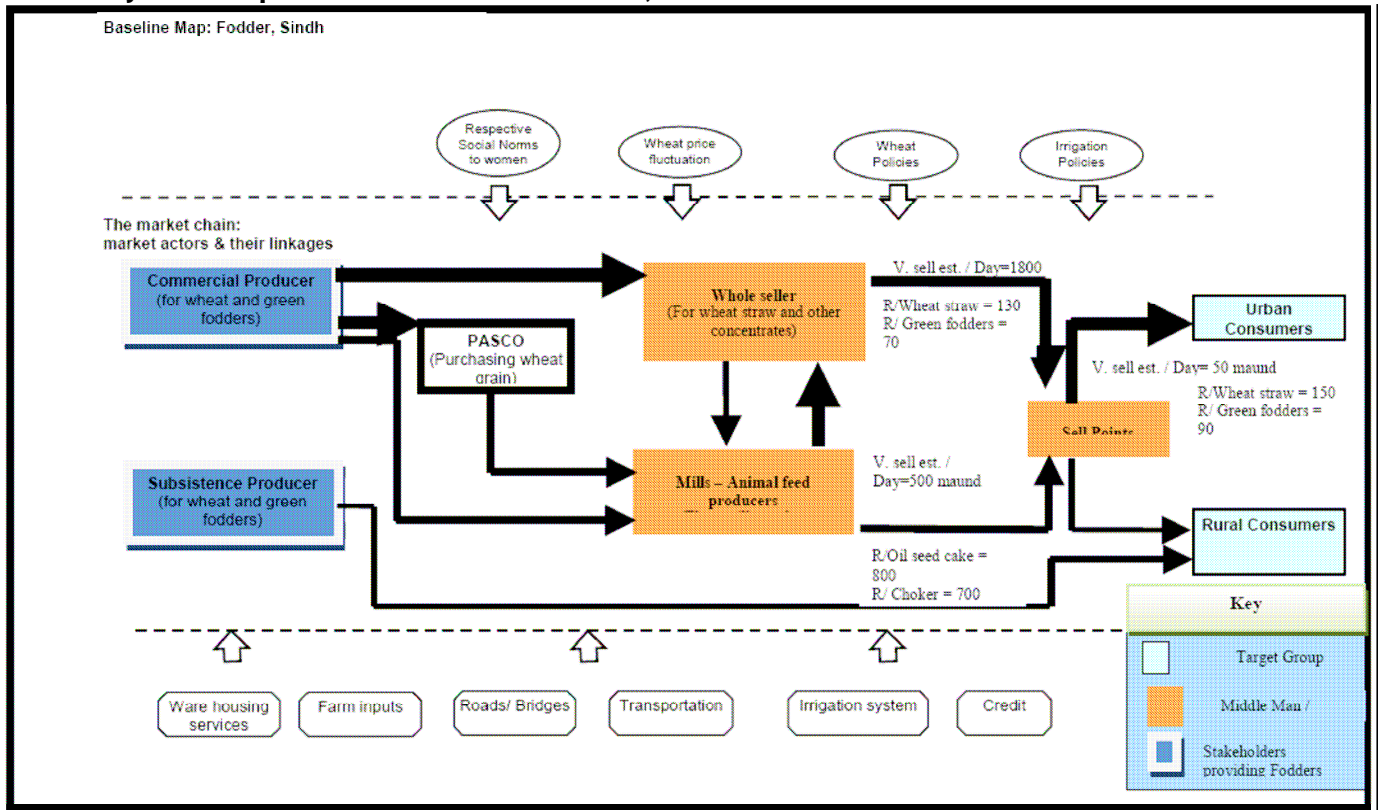 Baseline Map: Fodder, Sindh
Respective
Social Norms
to women
Wheat price
fluctuation
Wheat
Policies
Irrigation
Policies
The market chain:
market actors & their linkages
Commercial Producer
(for wheat and green
fodders)
PASCO
(Purchasing wheat
grain)
Whole seller
(For wheat straw and other
concentrates)
V. sell est. / Day=1800
R/Wheat straw = 130
R/ Green fodders =
70
Urban
Consumers
V. sell est. / Day= 50 maund
R/Wheat straw = 150
R/ Green fodders =
90
Sell Points
Subsistence Producer
(for wheat and green
fodders)
Mills – Animal feed
producers
V. sell est. /
Day=500 maund
R/Oil seed cake =
800
R/ Choker = 700
Rural Consumers
Key
Target Group
Middle Man /
Stakeholders
providing Fodders
Ware housing
services
Farm inputs
Roads/ Bridges
Transportation
Irrigation system
Credit